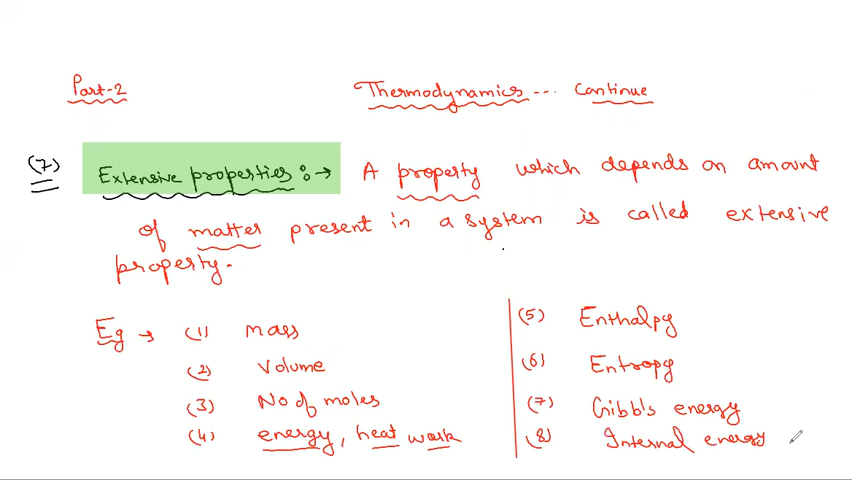 Part-2
Thermodynamics... Continue
(7) Extensive properties :→ A property which depends on amount
of matter present in a system is called extensive
property.
Eg → (1) mass
(2) Volume
(3) No of moles
(4) energy, heat work
(5) Enthalpy
(6) Entropy
(7) Gibb's energy
(8) Internal energy